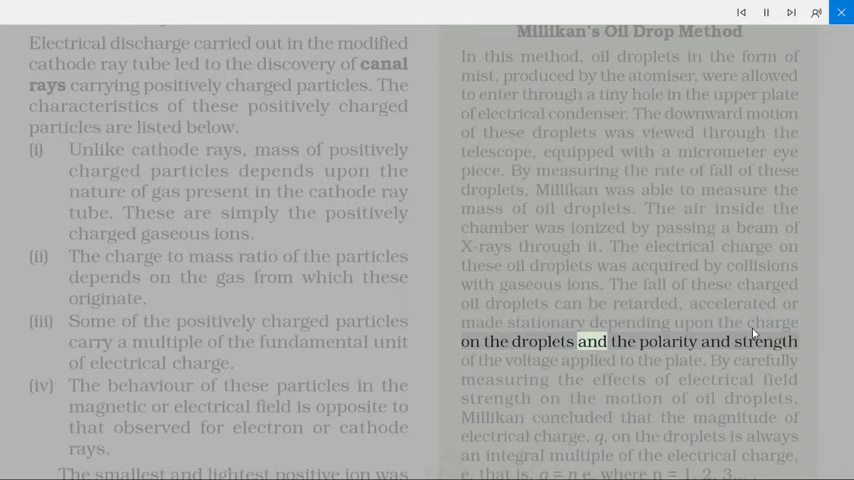 Electrical discharge carried out in the modified
cathode ray tube led to the discovery of canal
rays carrying positively charged particles. The
characteristics of these positively charged
particles are listed below.
(i) Unlike cathode rays, mass of positively
charged particles depends upon the
nature of gas present in the cathode ray
tube. These are simply the positively
charged gaseous ions.
(ii) The charge to mass ratio of the particles
depends on the gas from which these
originate.
(iii) Some of the positively charged particles
carry a multiple of the fundamental unit
of electrical charge.
(iv) The behaviour of these particles in the
magnetic or electrical field is opposite to
that observed for electron or cathode
rays.
The smallest and lightest positive ion was
Millikan's Oil Drop Method
In this method, oil droplets in the form of
mist, produced by the atomiser, were allowed
to enter through a tiny hole in the upper plate
of electrical condenser. The downward motion
of these droplets was viewed through the
telescope, equipped with a micrometer eye
piece. By measuring the rate of fall of these
droplets, Millikan was able to measure the
mass of oil droplets. The air inside the
chamber was ionized by passing a beam of
X-rays through it. The electrical charge on
these oil droplets was acquired by collisions
with gaseous ions. The fall of these charged
oil droplets can be retarded, accelerated or
made stationary depending upon the charge
on the droplets and the polarity and strength
of the voltage applied to the plate. By carefully
measuring the effects of electrical field
strength on the motion of oil droplets,
Millikan concluded that the magnitude of
electrical charge, q, on the droplets is always
an integral multiple of the electrical charge,
e, that is, q = n e, where n = 1, 2, 3... .